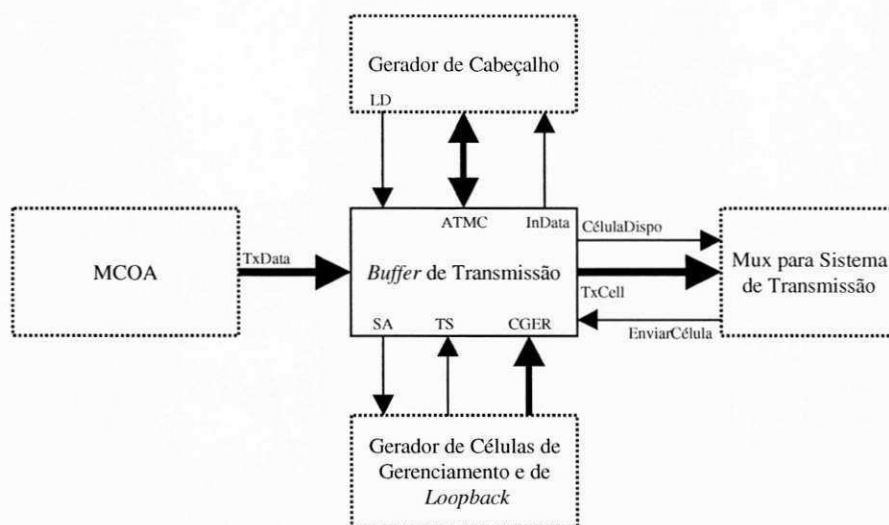 Gerador de Cabeçalho
LD
ATMC
InData
CélulaDispo
MCOA
TxData
Buffer de Transmissão
Mux para Sistema
de Transmissão
TxCell
SA
TS
CGER
EnviarCélula
Gerador de Células de
Gerenciamento e de
Loopback